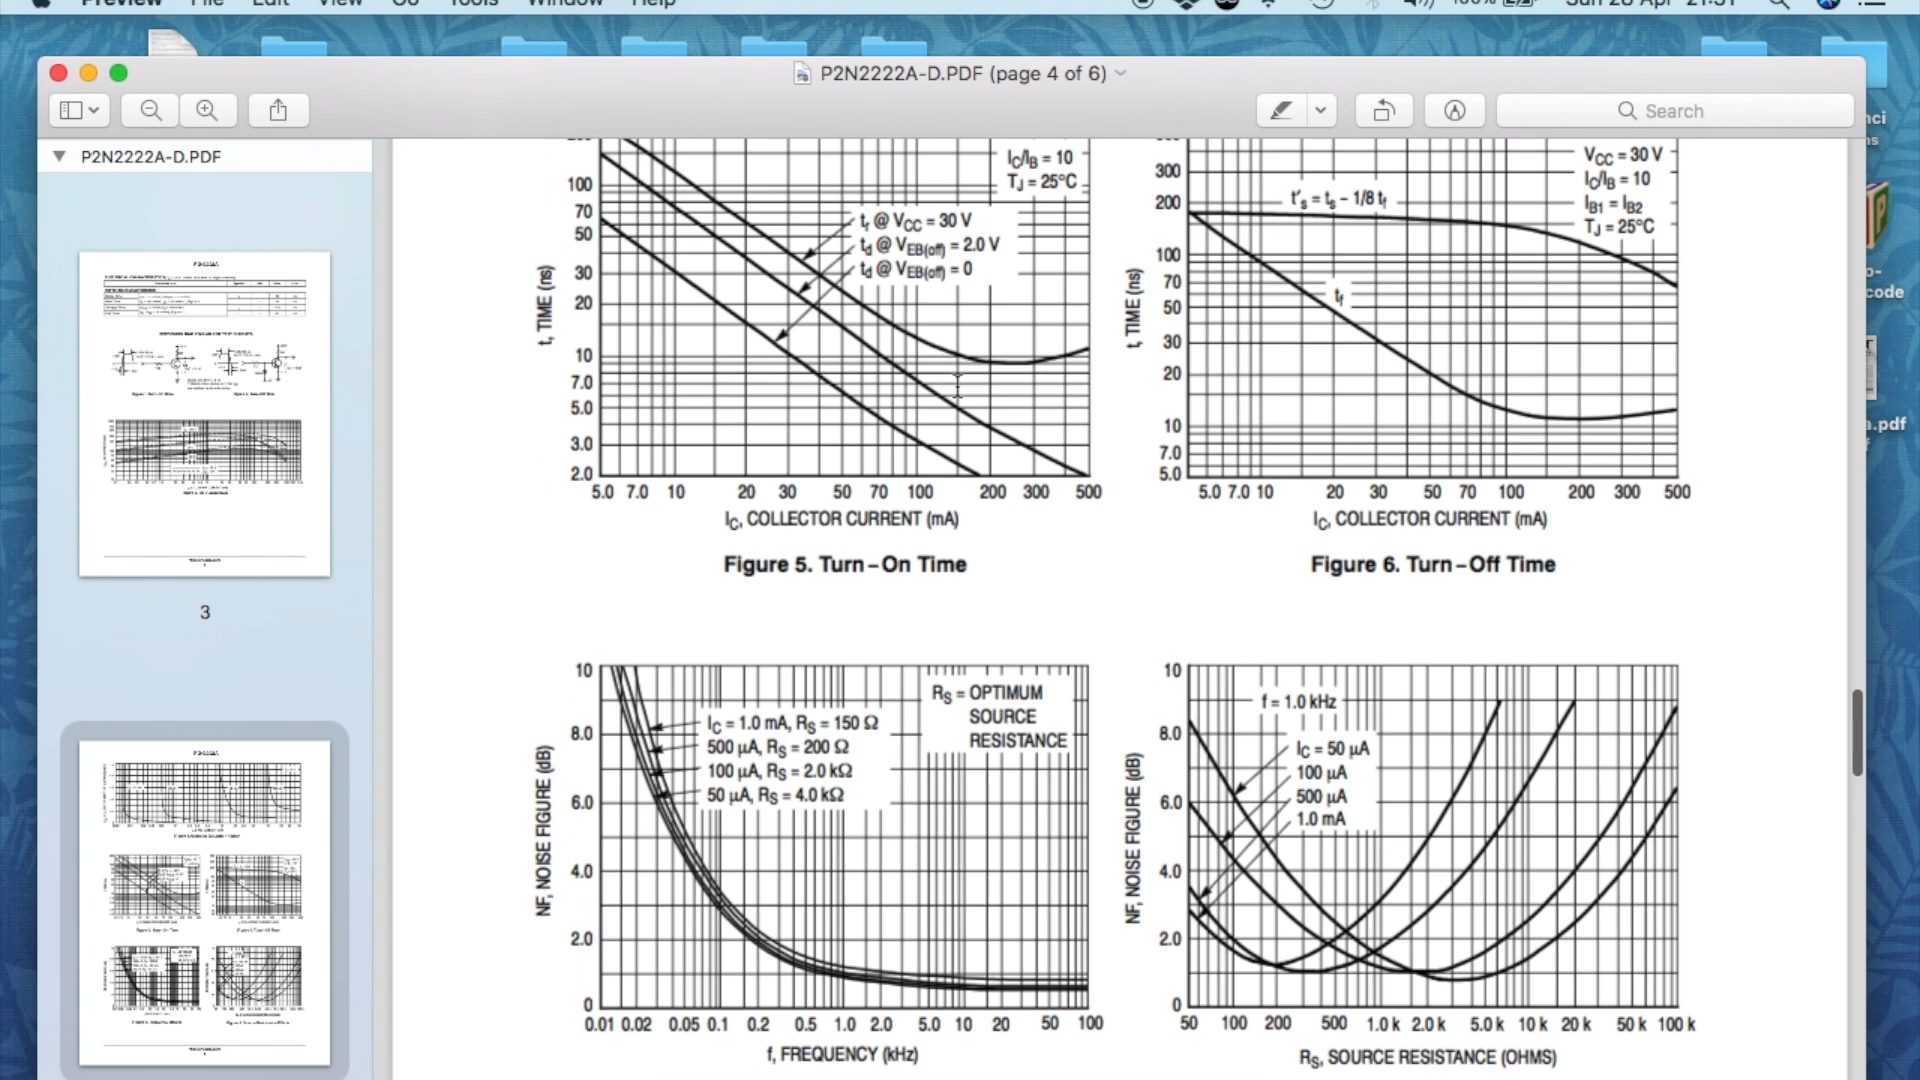 Preview File Edit View Go Tools Window Help
P2N2222A-D.PDF (page 4 of 6)
Search
P2N2222A-D.PDF
3
IC/IB = 10
TJ = 25°C
tr @ VCC = 30 V
td @ VEB(off) = 2.0 V
td @ VEB(off) = 0
t, TIME (ns)
100
70
50
30
20
10
7.0
5.0
3.0
2.0
5.0 7.0 10 20 30 50 70 100 200 300 500
IC, COLLECTOR CURRENT (mA)
Figure 5. Turn-On Time
VCC = 30 V
IC/IB = 10
IB1 = IB2
TJ = 25°C
t's = ts - 1/8 tf
tf
t, TIME (ns)
300
200
100
70
50
30
20
10
7.0
5.0
5.0 7.0 10 20 30 50 70 100 200 300 500
IC, COLLECTOR CURRENT (mA)
Figure 6. Turn-Off Time
RS = OPTIMUM
SOURCE
RESISTANCE
IC = 1.0 mA, RS = 150 Ω
500 µA, RS = 200 Ω
100 µA, RS = 2.0 kΩ
50 µA, RS = 4.0 kΩ
NF, NOISE FIGURE (dB)
10
8.0
6.0
4.0
2.0
0
0.01 0.02 0.05 0.1 0.2 0.5 1.0 2.0 5.0 10 20 50 100
f, FREQUENCY (kHz)
f = 1.0 kHz
IC = 50 µA
100 µA
500 µA
1.0 mA
NF, NOISE FIGURE (dB)
10
8.0
6.0
4.0
2.0
0
50 100 200 500 1.0 k 2.0 k 5.0 k 10 k 20 k 50 k 100 k
RS, SOURCE RESISTANCE (OHMS)
code
a.pdf